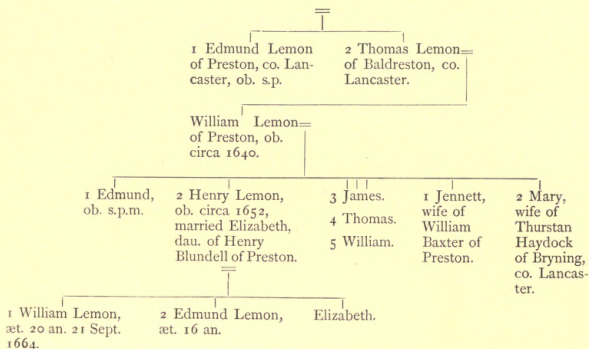 1 Edmund Lemon
of Preston, co. Lan-
caster, ob. s.p.
2 Thomas Lemon
of Baldreston, co.
Lancaster.
William Lemon
of Preston, ob.
circa 1640.
1 Edmund,
ob. s.p.m.
2 Henry Lemon,
ob. circa 1652,
married Elizabeth,
dau. of Henry
Blundell of Preston.
3 James.
4 Thomas.
5 William.
1 Jennett,
wife of
William
Baxter of
Preston.
2 Mary,
wife of
Thurstan
Haydock
of Bryning,
co. Lancas-
ter.
1 William Lemon,
æt. 20 an. 21 Sept.
1664.
2 Edmund Lemon,
æt. 16 an.
Elizabeth.